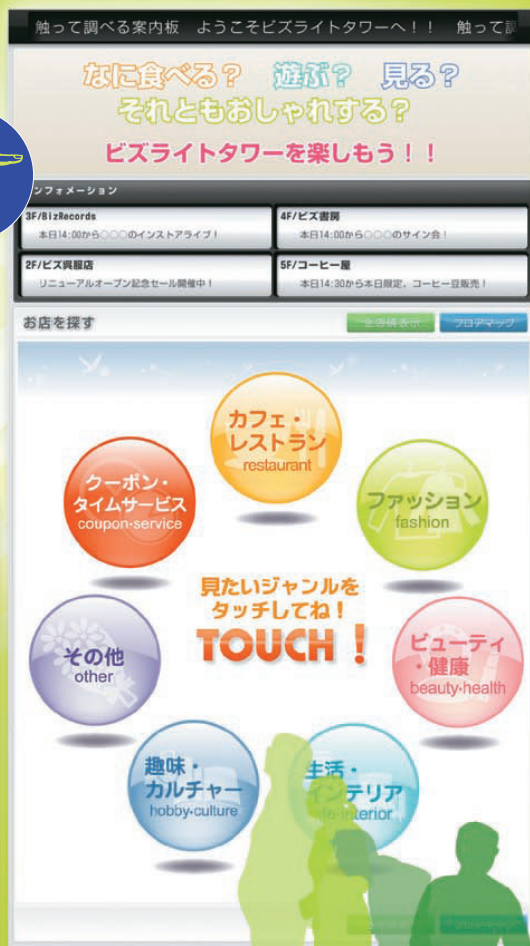 触って調べる案内板 ようこそビズライトタワーへ！！ 触って
なに食べる？ 遊ぶ？ 見る？
それともおしゃれする？
ビズライトタワーを楽しもう！！
ンフォメーション
3F/BizRecords
本日14:00から○○○のインストアライブ！
4F/ビズ書房
本日14:00から○○○のサイン会！
2F/ビズ呉服店
リニューアルオープン記念セール開催中！
5F/コーヒー屋
本日14:30から本日限定、コーヒー豆販売！
お店を探す
全店舗表示
フロアマップ
カフェ・
レストラン
restaurant
クーポン・
タイムサービス
coupon-service
ファッション
fashion
見たいジャンルを
タッチしてね！
TOUCH！
その他
other
ビューティ
・健康
beauty・health
趣味・
カルチャー
hobby・culture
生活・
インテリア
life・interior